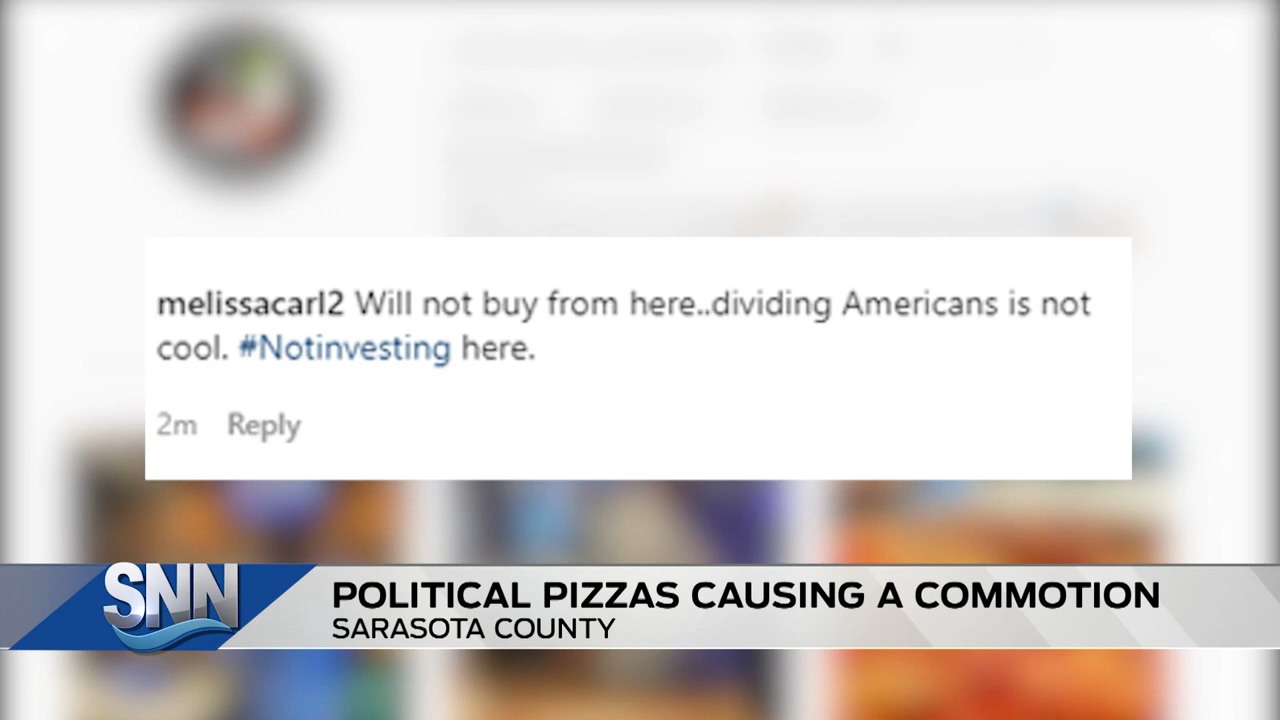 melissacarl2 Will not buy from here..dividing Americans is not
cool. #Notinvesting here.
2m Reply
SNN
POLITICAL PIZZAS CAUSING A COMMOTION
SARASOTA COUNTY